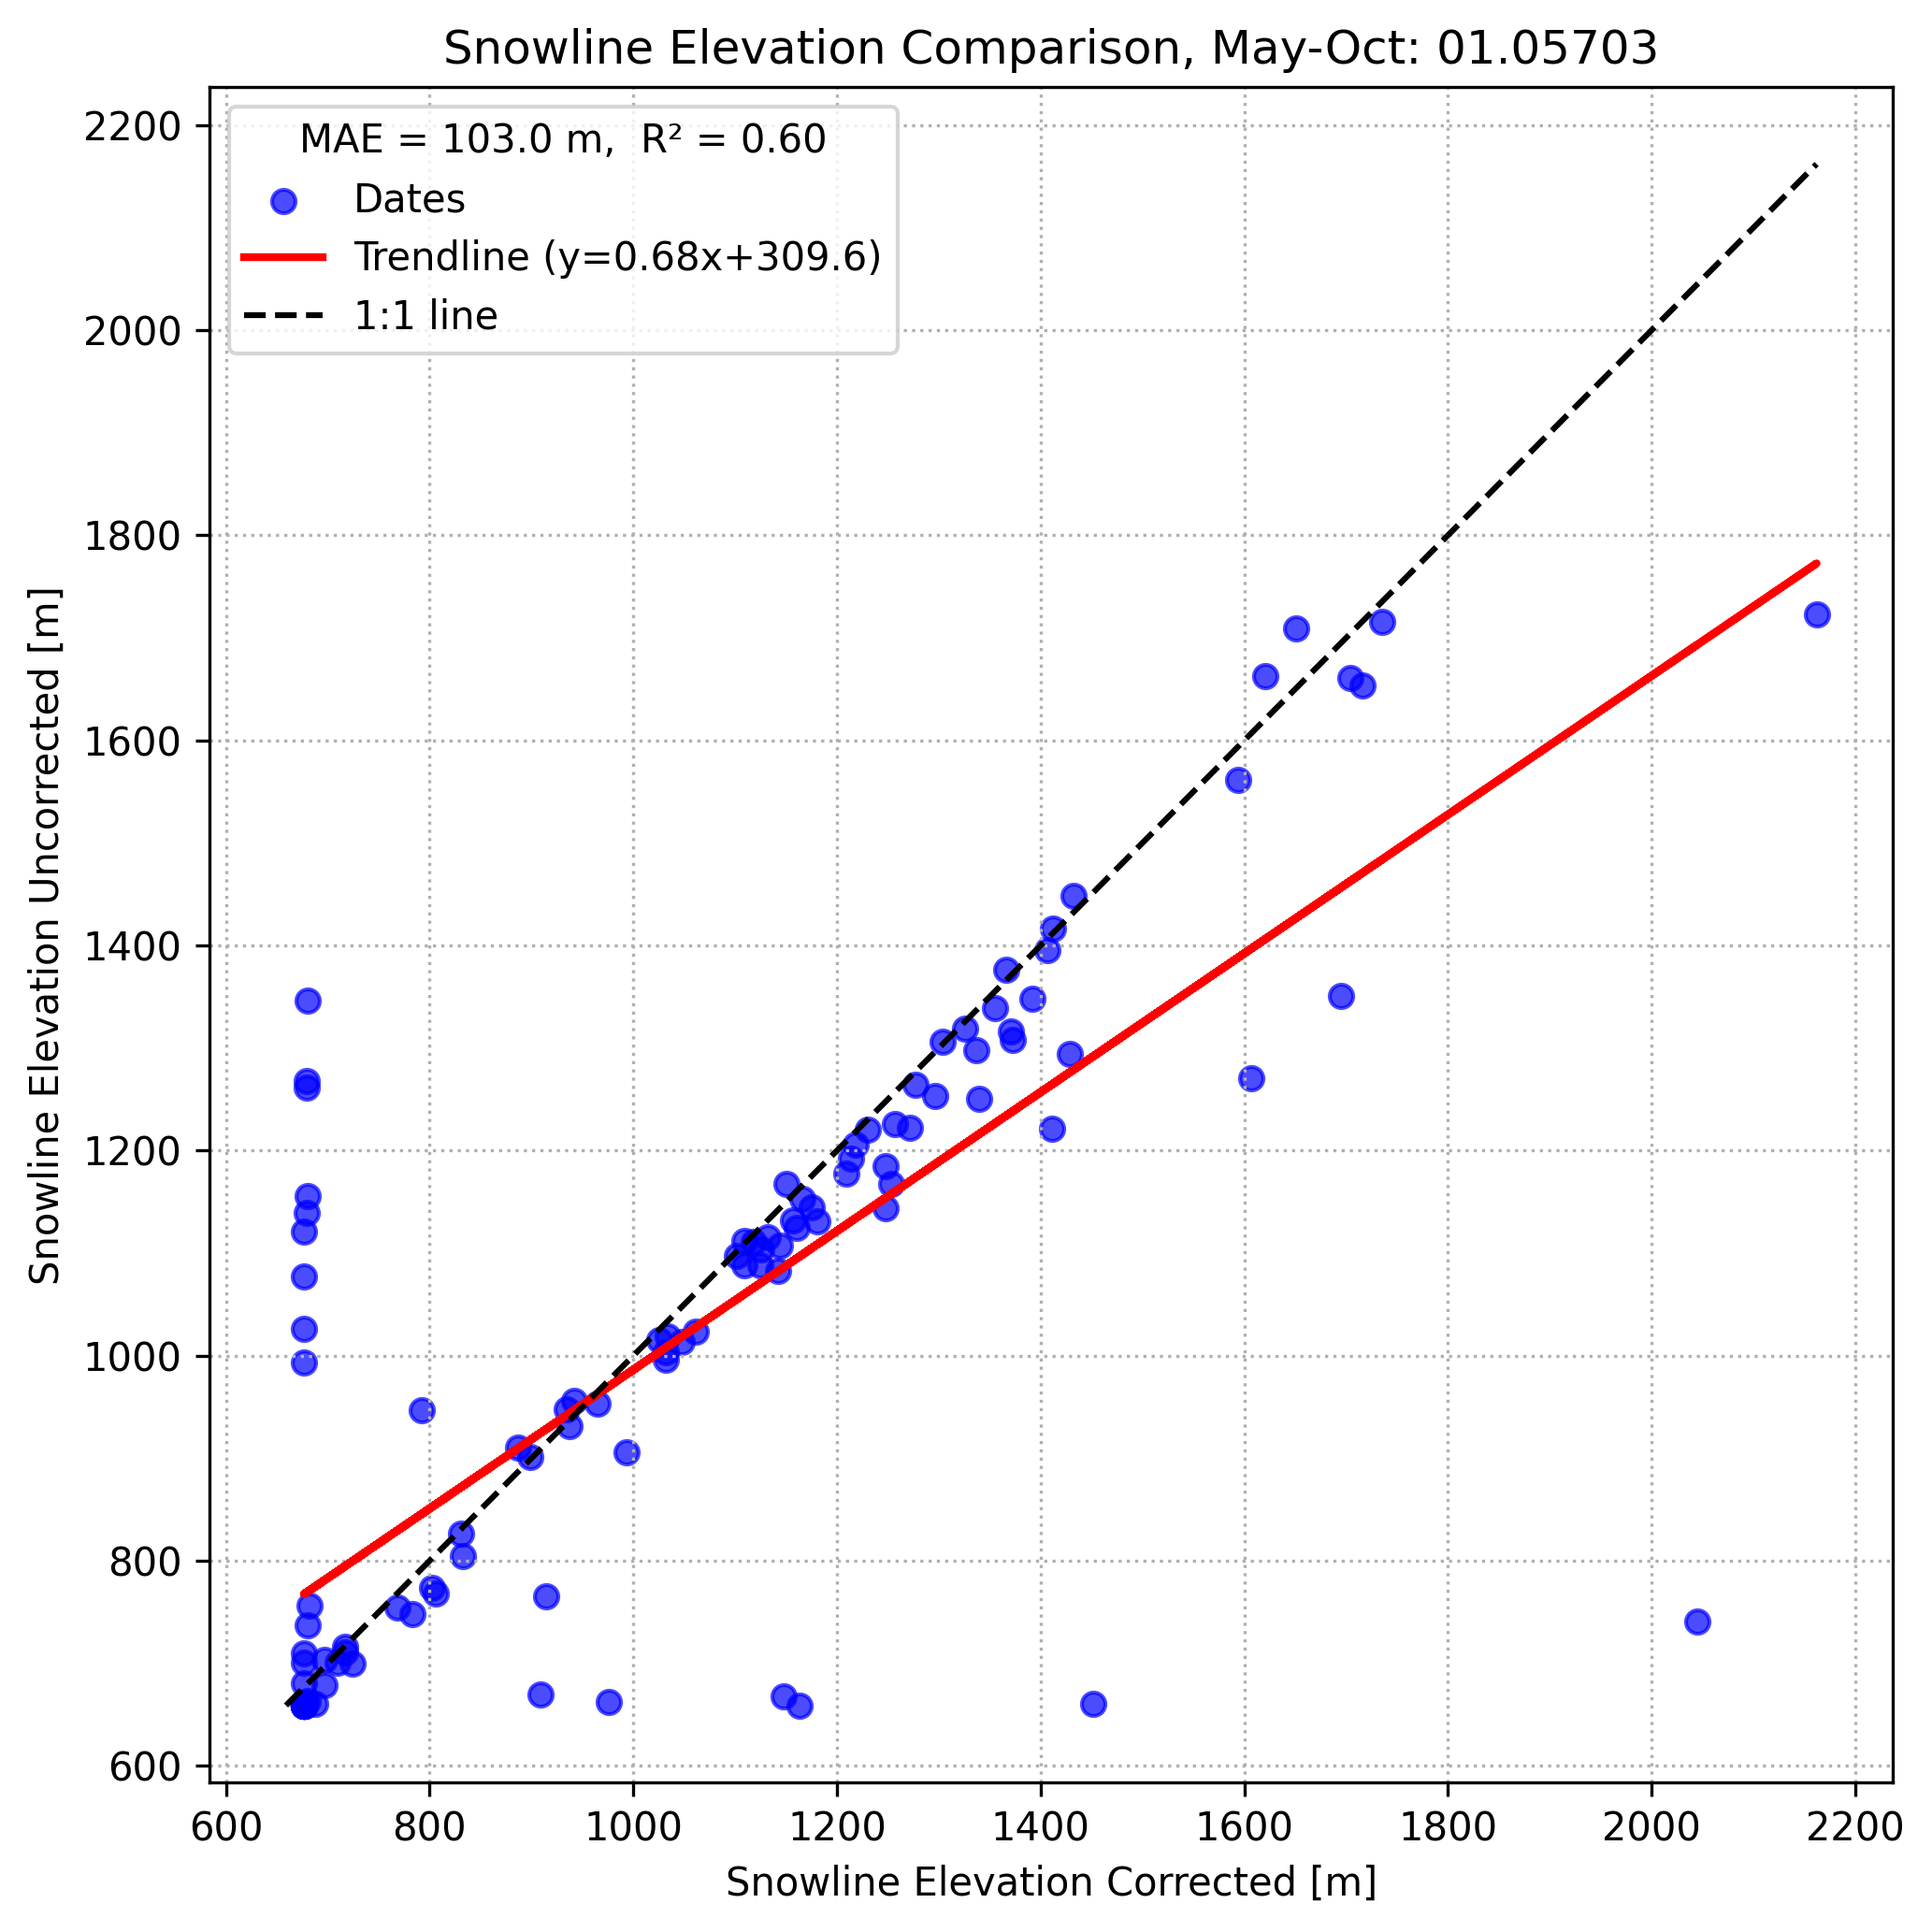 Snowline Elevation Comparison, May-Oct: 01.05703
MAE = 103.0 m,  R² = 0.60
Dates
Trendline (y=0.68x+309.6)
1:1 line
Snowline Elevation Uncorrected [m]
2200
2000
1800
1600
1400
1200
1000
800
600
600 800 1000 1200 1400 1600 1800 2000 2200
Snowline Elevation Corrected [m]